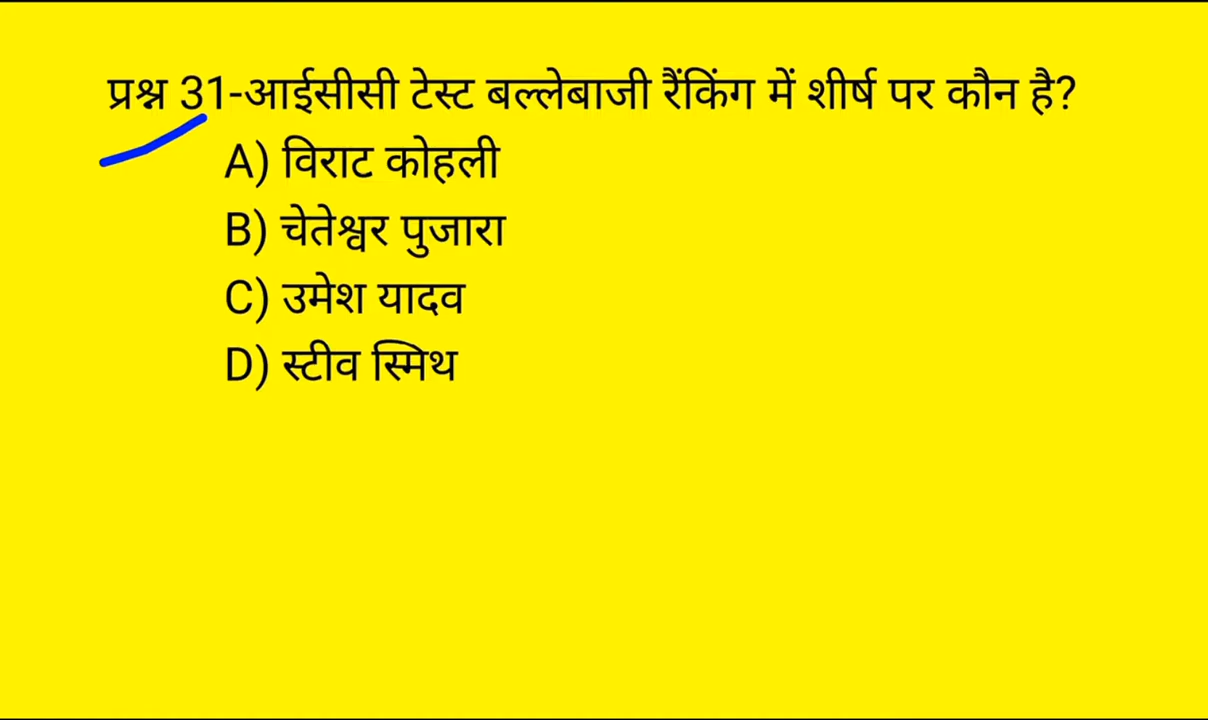 प्रश्न 31-आईसीसी टेस्ट बल्लेबाजी रैंकिंग में शीर्ष पर कौन है?
A) विराट कोहली
B) चेतेश्वर पुजारा
C) उमेश यादव
D) स्टीव स्मिथ